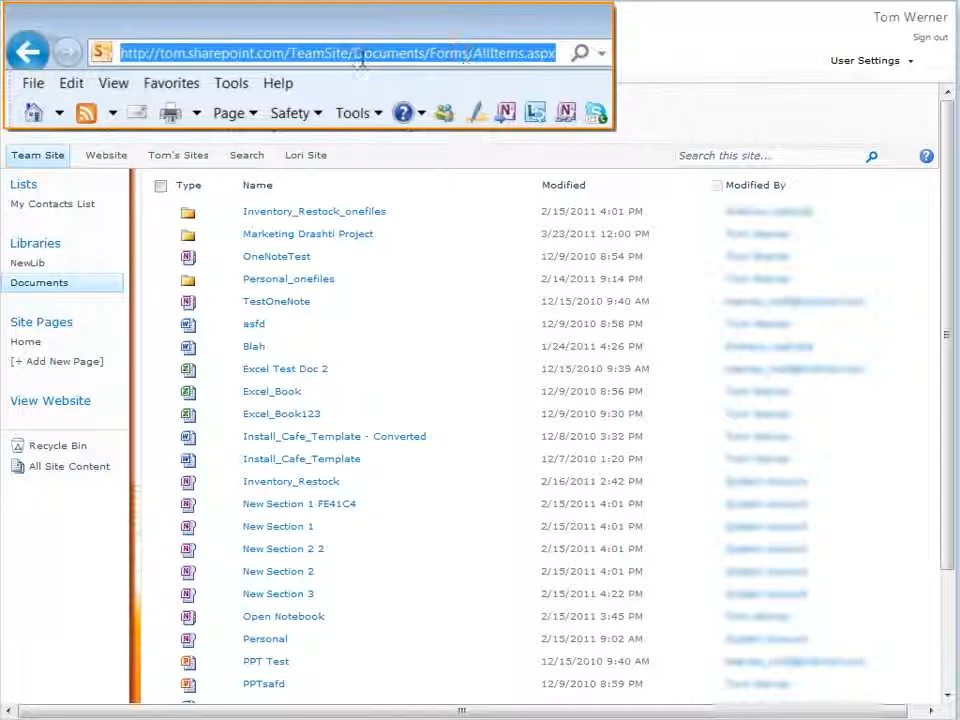 Tom Werner
Sign out
User Settings
http://tom.sharepoint.com/TeamSite/Documents/Forms/AllItems.aspx
File Edit View Favorites Tools Help
Page Safety Tools
Team Site Website Tom's Sites Search Lori Site Search this site...
Lists
My Contacts List
Libraries
NewLib
Documents
Site Pages
Home
[+ Add New Page]
View Website
Recycle Bin
All Site Content
Type Name Modified Modified By
Inventory_Restock_onefiles 2/15/2011 4:01 PM
Marketing Drashti Project 3/23/2011 12:00 PM
OneNoteTest 12/9/2010 8:54 PM
Personal_onefiles 2/14/2011 9:14 PM
TestOneNote 12/15/2010 9:40 AM
asfd 12/9/2010 8:58 PM
Blah 1/24/2011 4:26 PM
Excel Test Doc 2 12/15/2010 9:39 AM
Excel_Book 12/9/2010 8:56 PM
Excel_Book123 12/9/2010 9:30 PM
Install_Cafe_Template - Converted 12/8/2010 3:32 PM
Install_Cafe_Template 12/7/2010 1:20 PM
Inventory_Restock 2/16/2011 2:42 PM
New Section 1 FE41C4 2/15/2011 4:01 PM
New Section 1 2/15/2011 4:01 PM
New Section 2 2 2/15/2011 4:01 PM
New Section 2 2/15/2011 4:01 PM
New Section 3 2/15/2011 4:22 PM
Open Notebook 2/15/2011 3:45 PM
Personal 2/15/2011 9:02 AM
PPT Test 12/15/2010 9:40 AM
PPTsafd 12/9/2010 8:59 PM